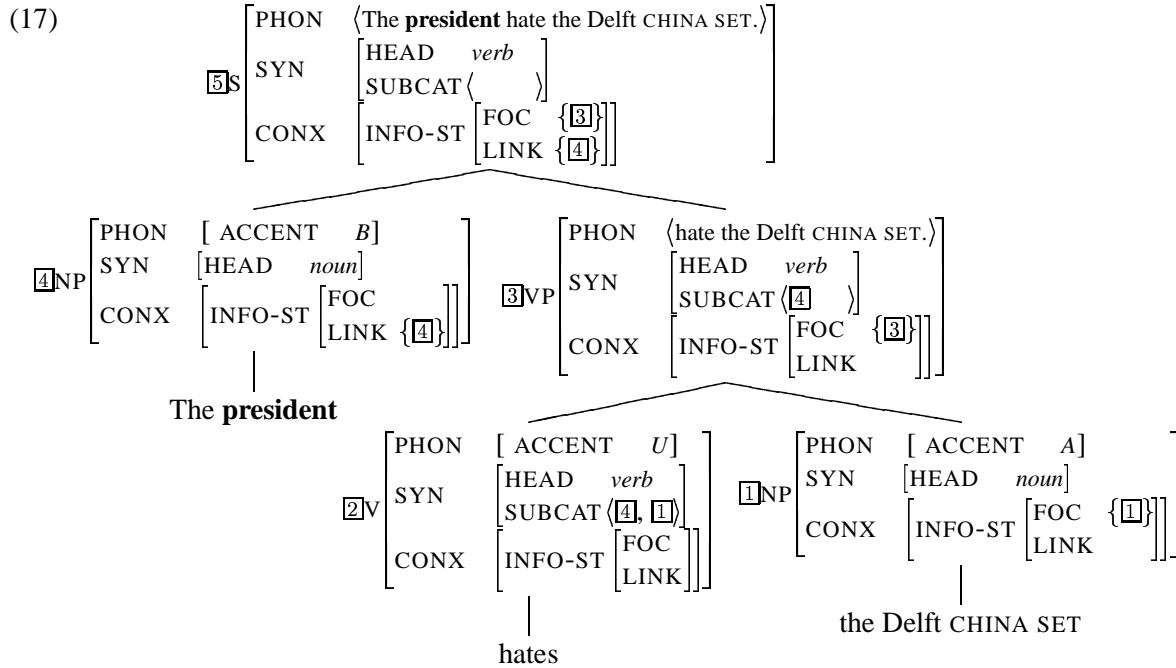 (17)
PHON ⟨The president hate the Delft CHINA SET.⟩
SYN [HEAD verb
SUBCAT ⟨ ⟩]
5 S
CONX [INFO-ST [FOC {3}
LINK {4}]]
4 NP
PHON [ ACCENT B]
SYN [HEAD noun]
CONX [INFO-ST [FOC
LINK {4}]]
The president
3 VP
PHON ⟨hate the Delft CHINA SET.⟩
SYN [HEAD verb
SUBCAT ⟨4 ⟩]
CONX [INFO-ST [FOC {3}
LINK ]]
2 V
PHON [ ACCENT U]
SYN [HEAD verb
SUBCAT ⟨4, 1⟩]
CONX [INFO-ST [FOC
LINK]]
hates
1 NP
PHON [ ACCENT A]
SYN [HEAD noun]
CONX [INFO-ST [FOC {1}
LINK ]]
the Delft CHINA SET